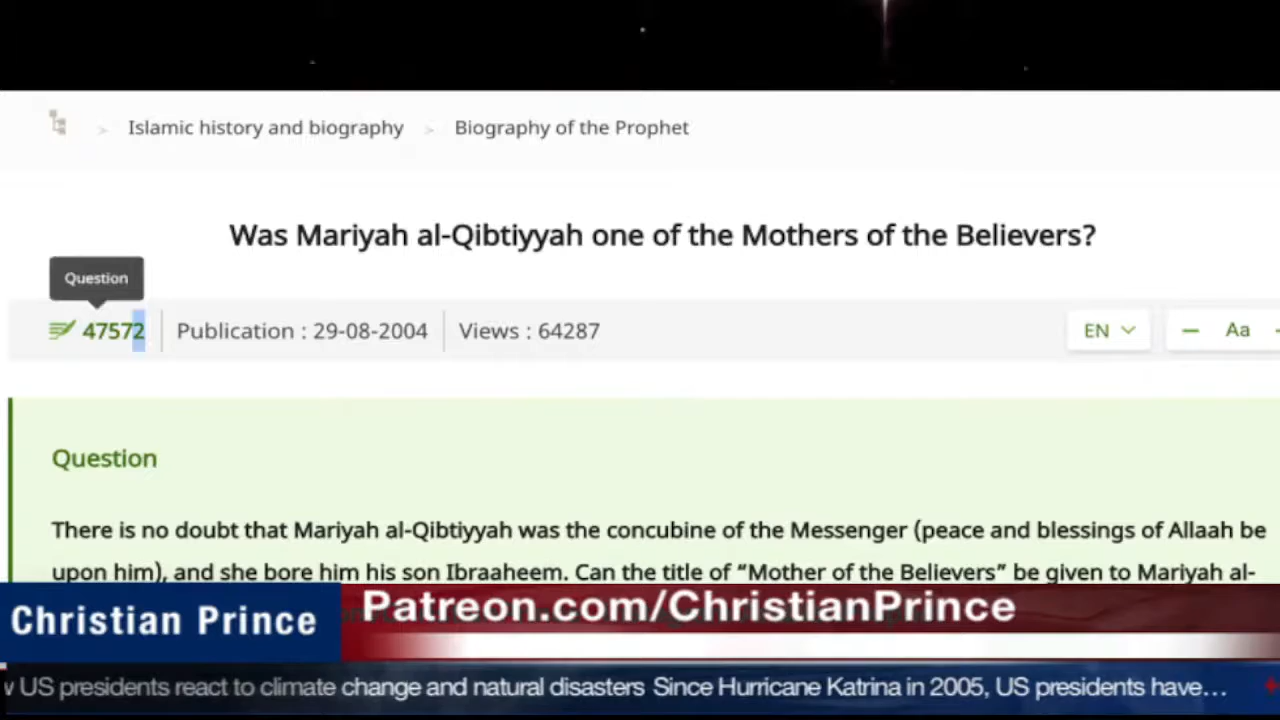 Islamic history and biography > Biography of the Prophet
Was Mariyah al-Qibtiyyah one of the Mothers of the Believers?
Question
47572 Publication : 29-08-2004 Views : 64287 EN Aa
Question
There is no doubt that Mariyah al-Qibtiyyah was the concubine of the Messenger (peace and blessings of Allaah be
upon him), and she bore him his son Ibraaheem. Can the title of “Mother of the Believers” be given to Mariyah al-
Christian Prince
Patreon.com/ChristianPrince
US presidents react to climate change and natural disasters Since Hurricane Katrina in 2005, US presidents have…